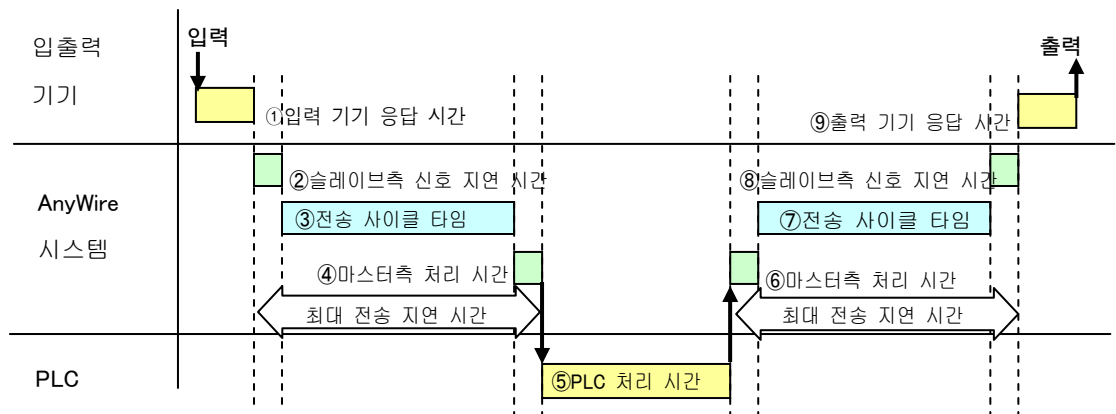 입출력
기기
입력
출력
①입력 기기 응답 시간
⑨출력 기기 응답 시간
AnyWire
시스템
②슬레이브측 신호 지연 시간
⑧슬레이브측 신호 지연 시간
③전송 사이클 타임
⑦전송 사이클 타임
④마스터측 처리 시간
⑥마스터측 처리 시간
최대 전송 지연 시간
최대 전송 지연 시간
PLC
⑤PLC 처리 시간